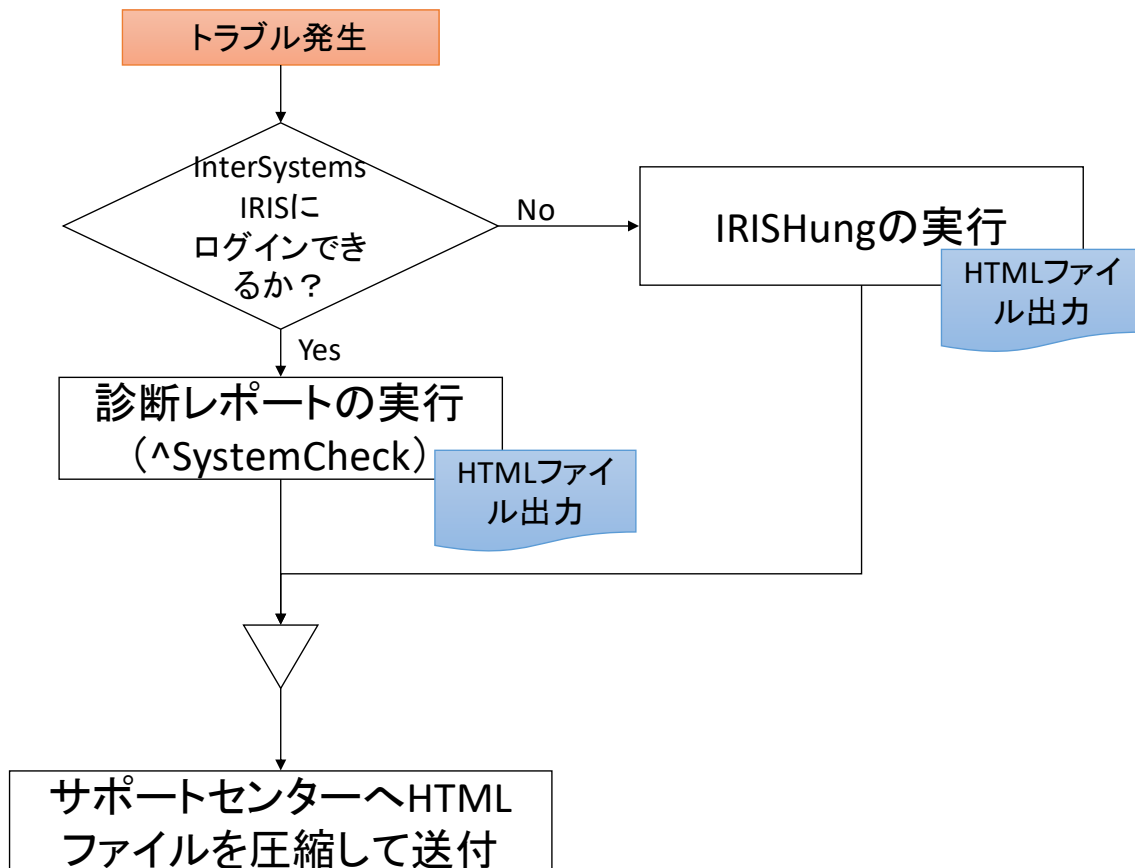 トラブル発生
InterSystems
IRISに
ログインでき
るか？
No
IRISHungの実行
HTMLファイ
ル出力
Yes
診断レポートの実行
（^SystemCheck）
HTMLファイ
ル出力
サポートセンターへHTML
ファイルを圧縮して送付